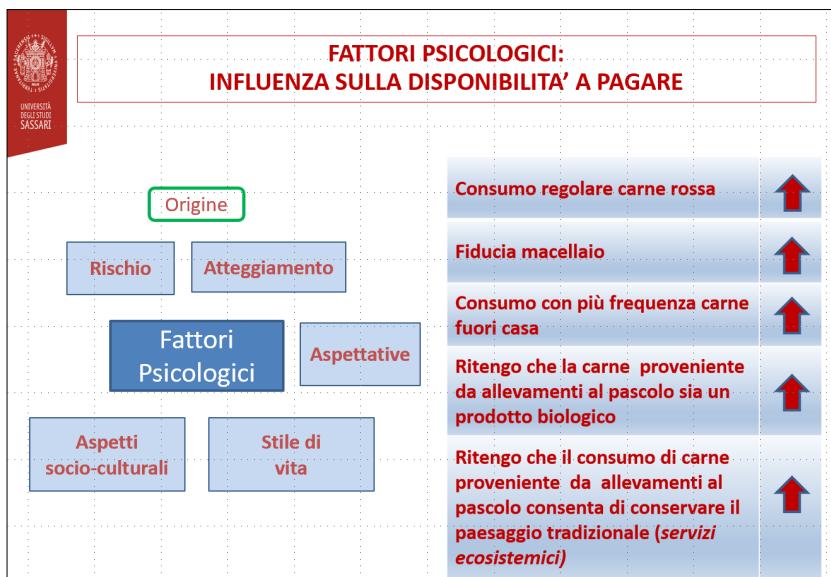 FATTORI PSICOLOGICI:
INFLUENZA SULLA DISPONIBILITA’ A PAGARE
UNIVERSITÀ
DEGLI STUDI
SASSARI
Origine
Rischio
Atteggiamento
Fattori
Psicologici
Aspettative
Aspetti
socio-culturali
Stile di
vita
Consumo regolare carne rossa
Fiducia macellaio
Consumo con più frequenza carne
fuori casa
Ritengo che la carne proveniente
da allevamenti al pascolo sia un
prodotto biologico
Ritengo che il consumo di carne
proveniente da allevamenti al
pascolo consenta di conservare il
paesaggio tradizionale (servizi
ecosistemici)